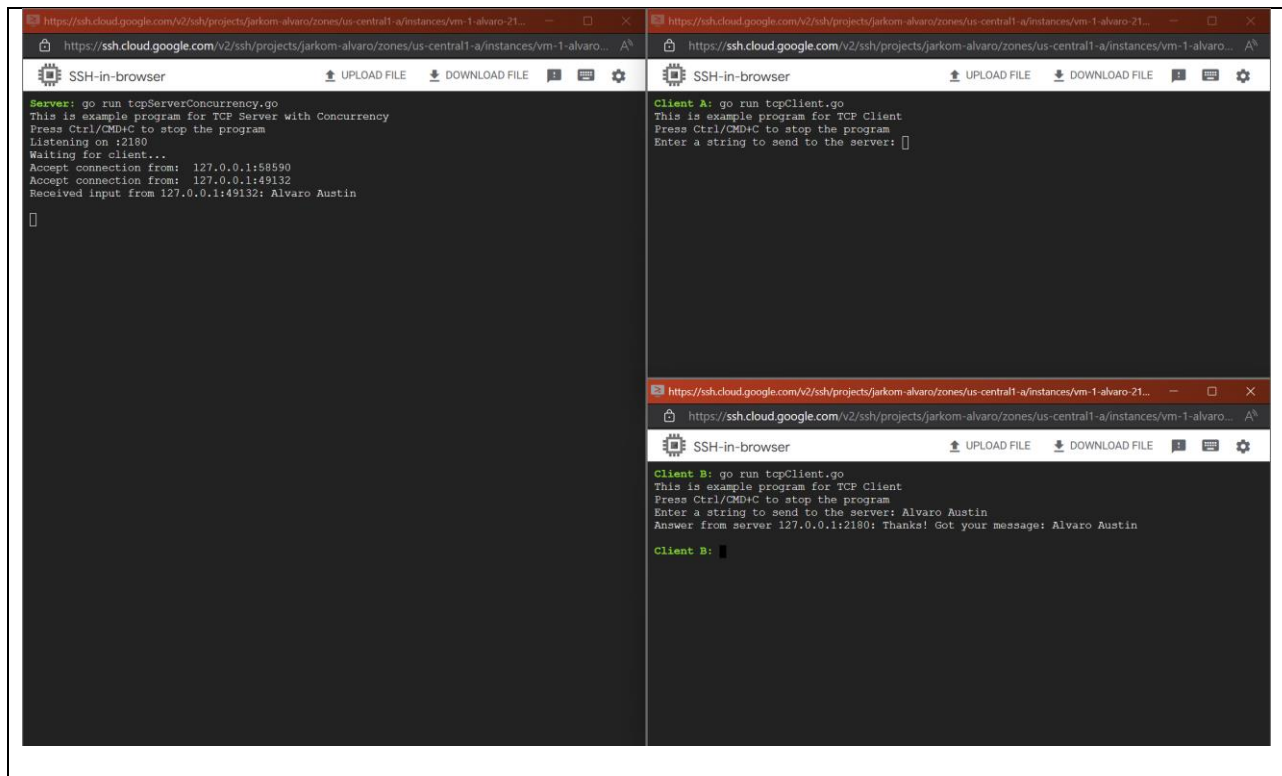 https://ssh.cloud.google.com/v2/ssh/projects/jarkom-alvaro/zones/us-central1-a/instances/vm-1-alvaro-21...
https://ssh.cloud.google.com/v2/ssh/projects/jarkom-alvaro/zones/us-central1-a/instances/vm-1-alvaro...
SSH-in-browser
UPLOAD FILE
DOWNLOAD FILE
Server: go run tcpServerConcurrency.go
This is example program for TCP Server with Concurrency
Press Ctrl/CMD+C to stop the program
Listening on :2180
Waiting for client...
Accept connection from:  127.0.0.1:58590
Accept connection from:  127.0.0.1:49132
Received input from 127.0.0.1:49132: Alvaro Austin
https://ssh.cloud.google.com/v2/ssh/projects/jarkom-alvaro/zones/us-central1-a/instances/vm-1-alvaro-21...
https://ssh.cloud.google.com/v2/ssh/projects/jarkom-alvaro/zones/us-central1-a/instances/vm-1-alvaro...
SSH-in-browser
UPLOAD FILE
DOWNLOAD FILE
Client A: go run tcpClient.go
This is example program for TCP Client
Press Ctrl/CMD+C to stop the program
Enter a string to send to the server:
https://ssh.cloud.google.com/v2/ssh/projects/jarkom-alvaro/zones/us-central1-a/instances/vm-1-alvaro-21...
https://ssh.cloud.google.com/v2/ssh/projects/jarkom-alvaro/zones/us-central1-a/instances/vm-1-alvaro...
SSH-in-browser
UPLOAD FILE
DOWNLOAD FILE
Client B: go run tcpClient.go
This is example program for TCP Client
Press Ctrl/CMD+C to stop the program
Enter a string to send to the server: Alvaro Austin
Answer from server 127.0.0.1:2180: Thanks! Got your message: Alvaro Austin
Client B: